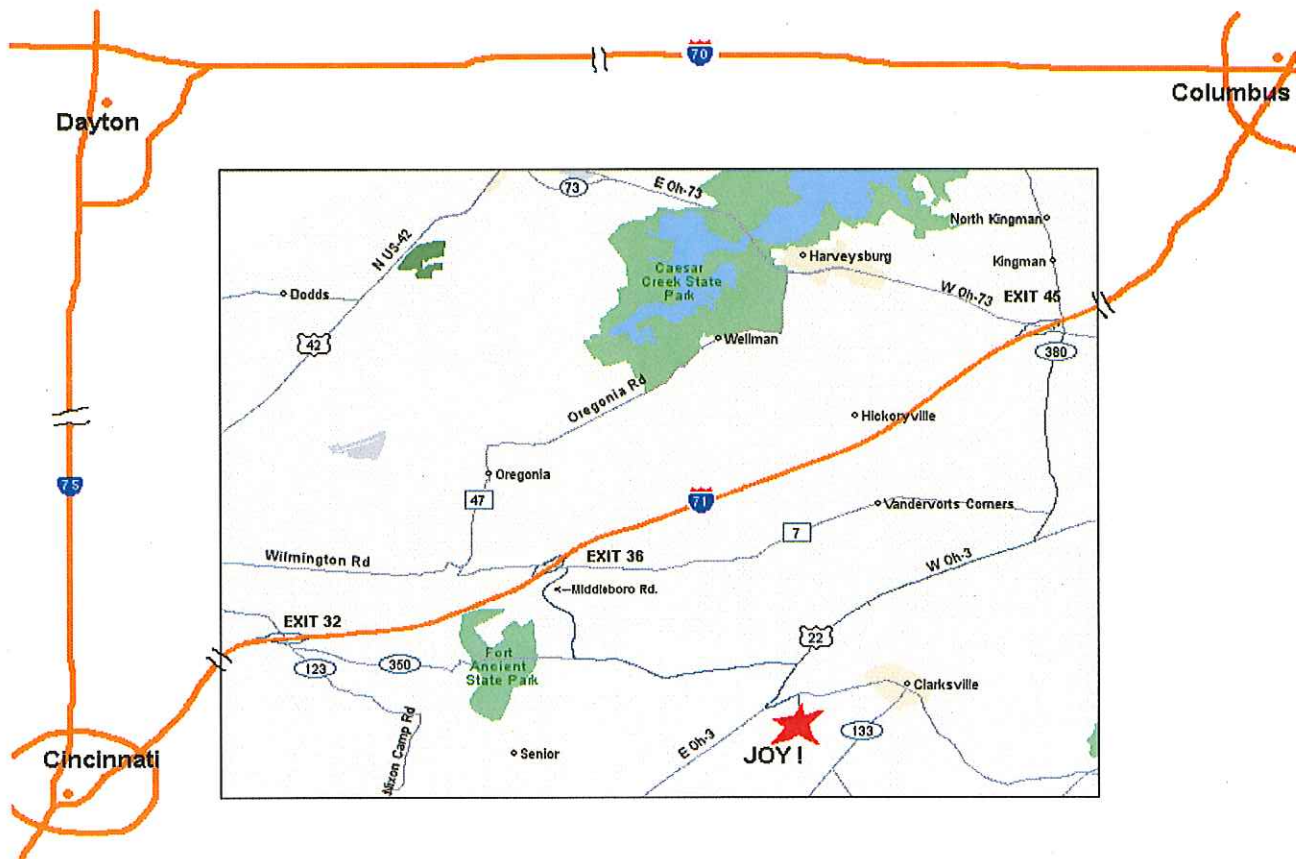 70
Columbus
Dayton
73
E Oh-73
North Kingman
N US-42
Harveysburg
Kingman
Caesar
Creek State
Park
W Oh-73
EXIT 45
Dodds
42
Wellman
380
Oregonia Rd
Hickoryville
75
Oregonia
47
71
Vandervorts Corners
7
Wilmington Rd
EXIT 36
W Oh-3
Middleboro Rd.
EXIT 32
22
Fort
Ancient
State Park
123
350
Clarksville
Nixon Camp Rd
E Oh-3
133
Cincinnati
Senior
JOY!